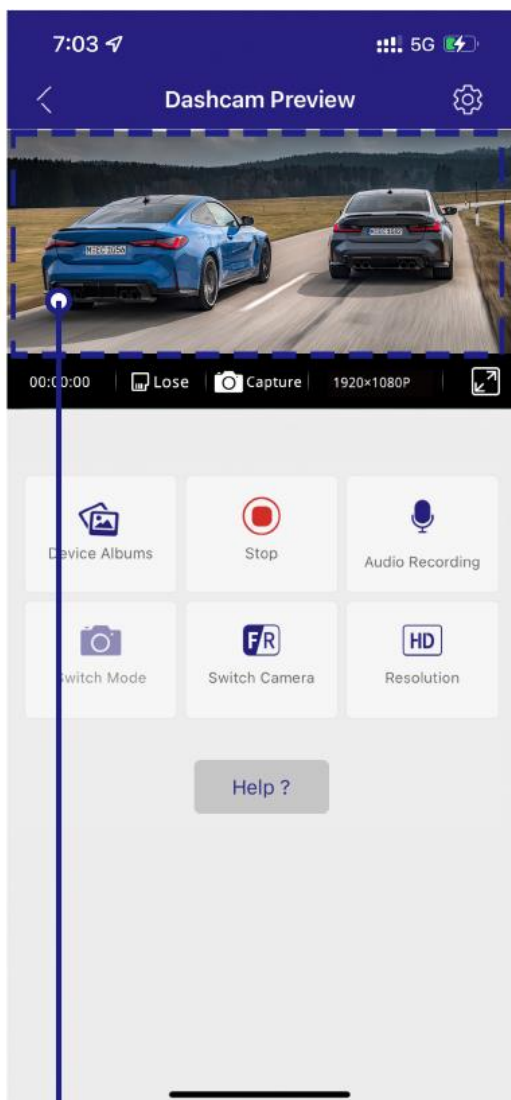 7:03 5G
Dashcam Preview
00:00:00 Lose Capture 1920×1080P
Device Albums Stop Audio Recording
Switch Mode Switch Camera Resolution
F/R HD
Help ?